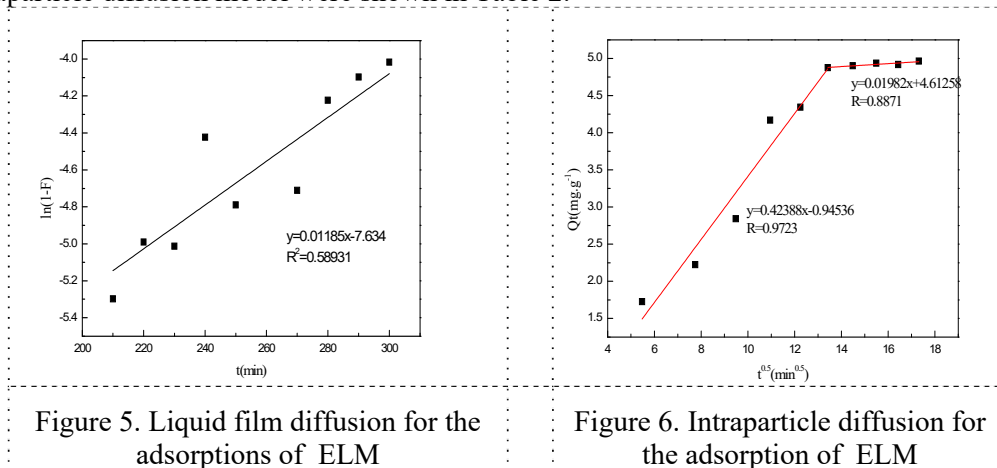 ln(1-F)
-4.0
-4.2
-4.4
-4.6
-4.8
-5.0
-5.2
-5.4
y=0.01185x-7.634
R²=0.58931
200 220 240 260 280 300
t(min)
Qt(mg.g⁻¹)
5.0
4.5
4.0
3.5
3.0
2.5
2.0
1.5
y=0.01982x+4.61258
R=0.8871
y=0.42388x-0.94536
R=0.9723
4 6 8 10 12 14 16 18
t⁰·⁵(min⁰·⁵)
Figure 5. Liquid film diffusion for the
adsorptions of ELM
Figure 6. Intraparticle diffusion for
the adsorption of ELM